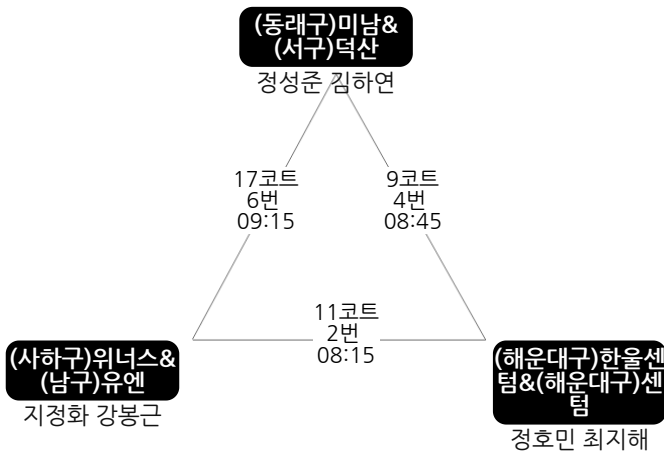 (동래구)미남&
(서구)덕산
정성준 김하연
17코트
6번
09:15
9코트
4번
08:45
11코트
2번
08:15
(사하구)위너스&
(남구)유엔
지정화 강봉근
(해운대구)한울센
텀&(해운대구)센
텀
정호민 최지해